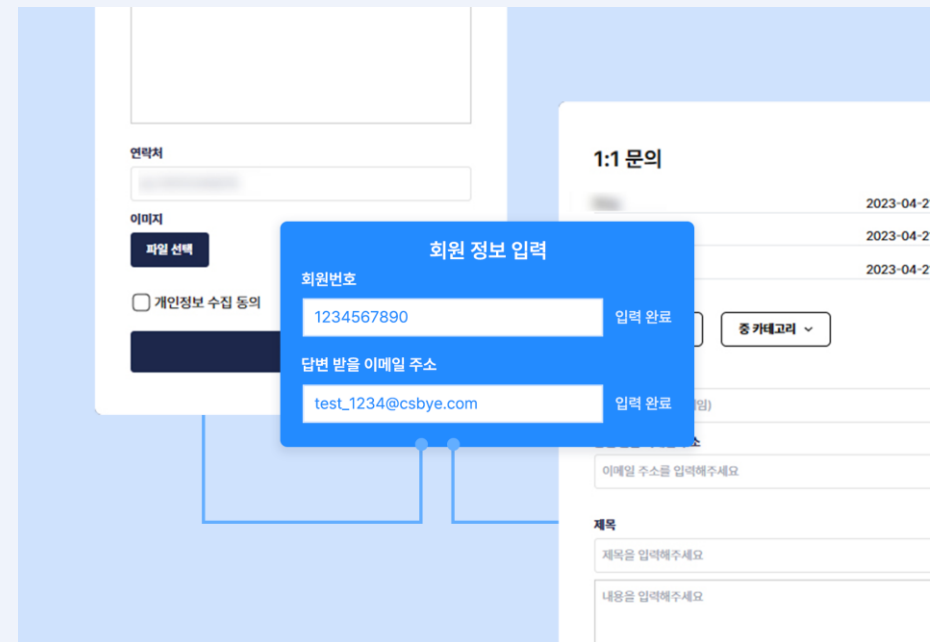 연락처
이미지
파일 선택
개인정보 수집 동의
회원 정보 입력
회원번호
1234567890 입력 완료
답변 받을 이메일 주소
test_1234@csbye.com 입력 완료
1:1 문의
2023-04-2
2023-04-2
2023-04-2
중 카테고리
이메일 주소를 입력해주세요
제목
제목을 입력해주세요
내용을 입력해주세요